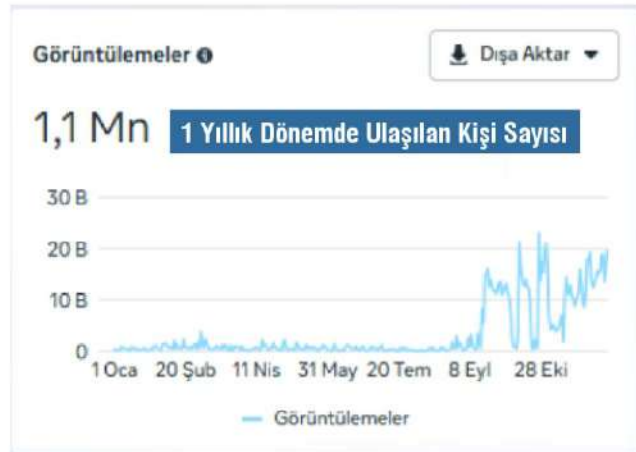 Görüntülemeler
Dışa Aktar
1,1 Mn
1 Yıllık Dönemde Ulaşılan Kişi Sayısı
30 B
20 B
10 B
0
1 Oca 20 Şub 11 Nis 31 May 20 Tem 8 Eyl 28 Eki
Görüntülemeler